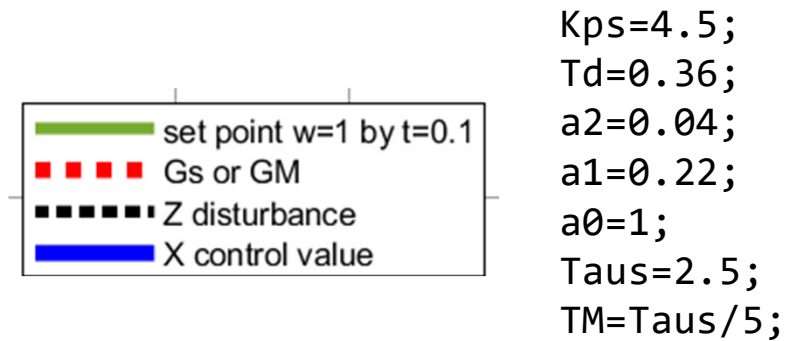 set point w=1 by t=0.1
Gs or GM
Z disturbance
X control value
Kps=4.5;
Td=0.36;
a2=0.04;
a1=0.22;
a0=1;
Taus=2.5;
TM=Taus/5;